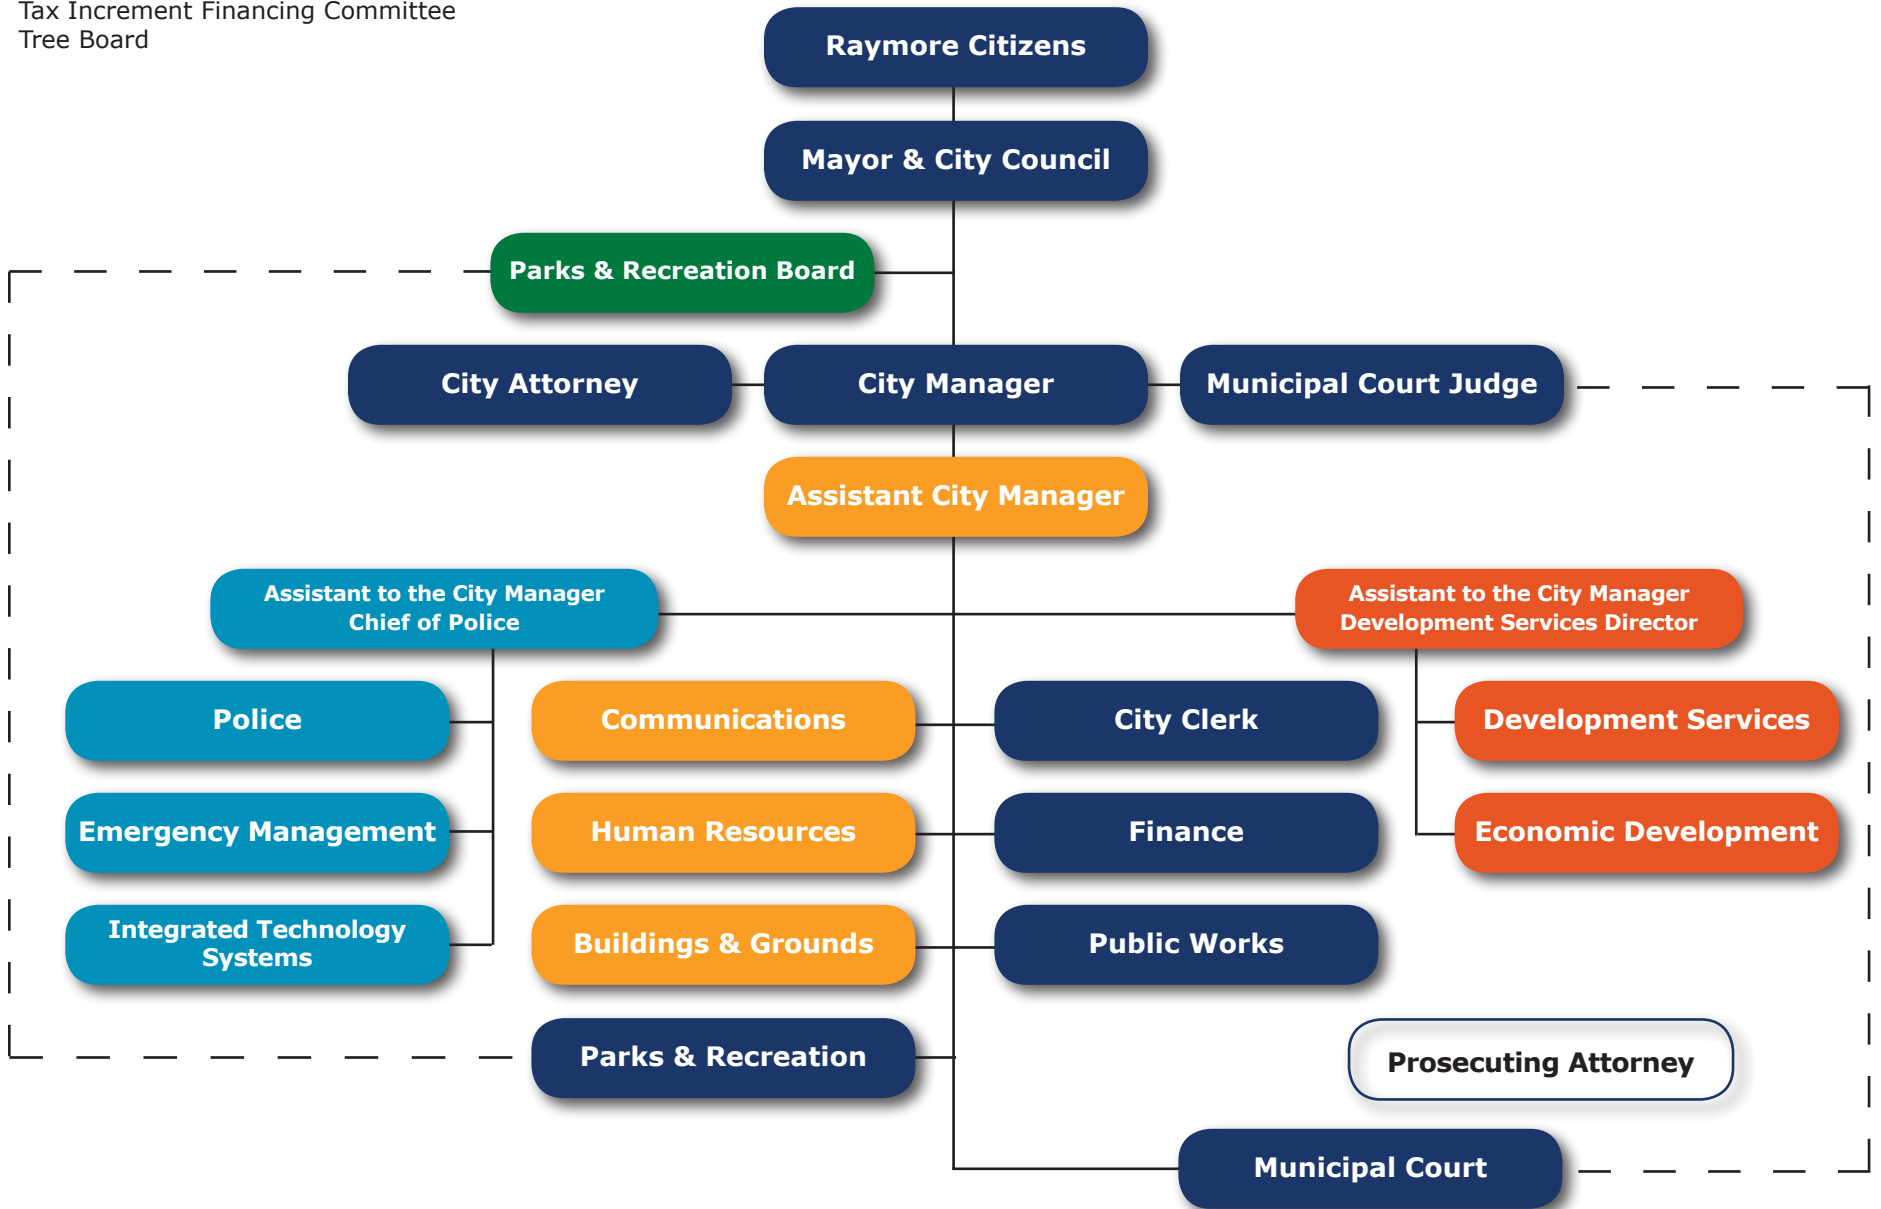 Tax Increment Financing Committee
Tree Board
Raymore Citizens
Mayor & City Council
Parks & Recreation Board
City Attorney
City Manager
Municipal Court Judge
Assistant City Manager
Assistant to the City Manager
Chief of Police
Assistant to the City Manager
Development Services Director
Police
Communications
City Clerk
Development Services
Emergency Management
Human Resources
Finance
Economic Development
Integrated Technology
Systems
Buildings & Grounds
Public Works
Parks & Recreation
Prosecuting Attorney
Municipal Court